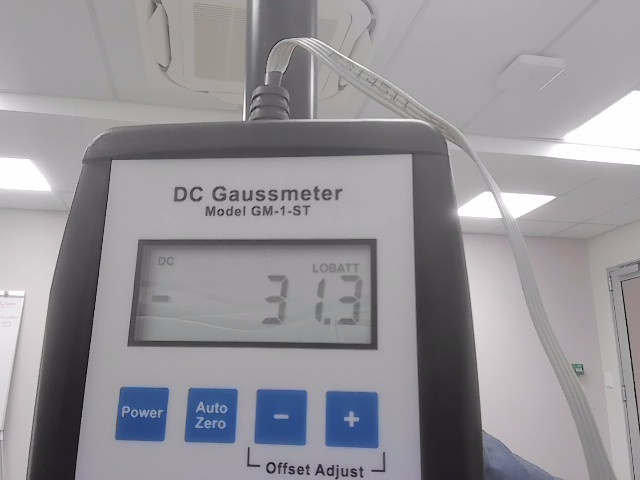 DC Gaussmeter
Model GM-1-ST
DC
LOBATT
- 31.3
Power
Auto
Zero
-
+
Offset Adjust